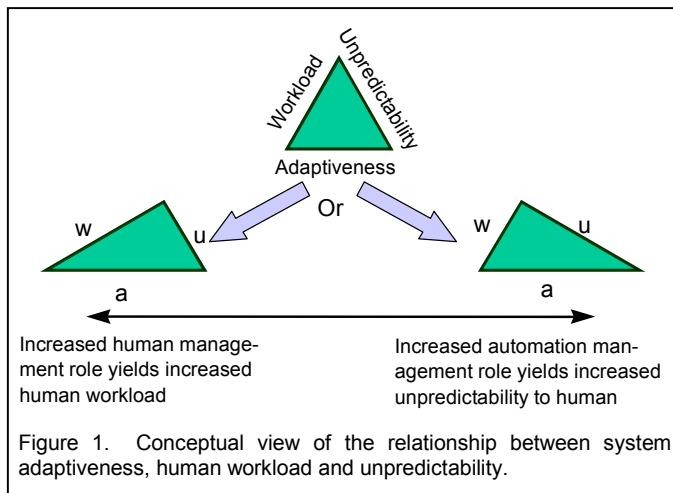 Workload
Unpredictability
Adaptiveness
Or
w
u
a
w
u
a
Increased human manage-
ment role yields increased
human workload
Increased automation man-
agement role yields increased
unpredictability to human
Figure 1. Conceptual view of the relationship between system
adaptiveness, human workload and unpredictability.